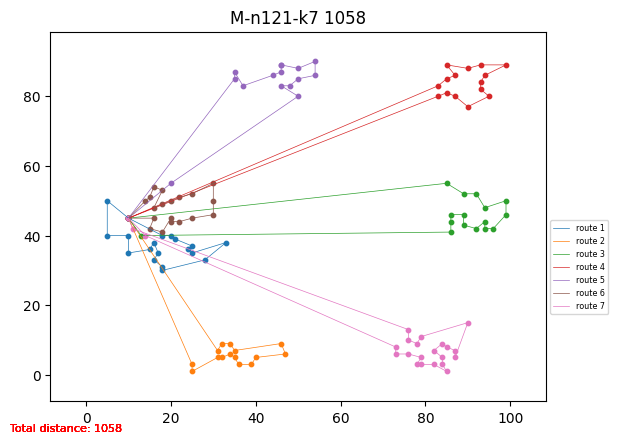 M-n121-k7 1058
80
60
40
20
0
0
20
40
60
80
100
route 1
route 2
route 3
route 4
route 5
route 6
route 7
Total distance: 1058